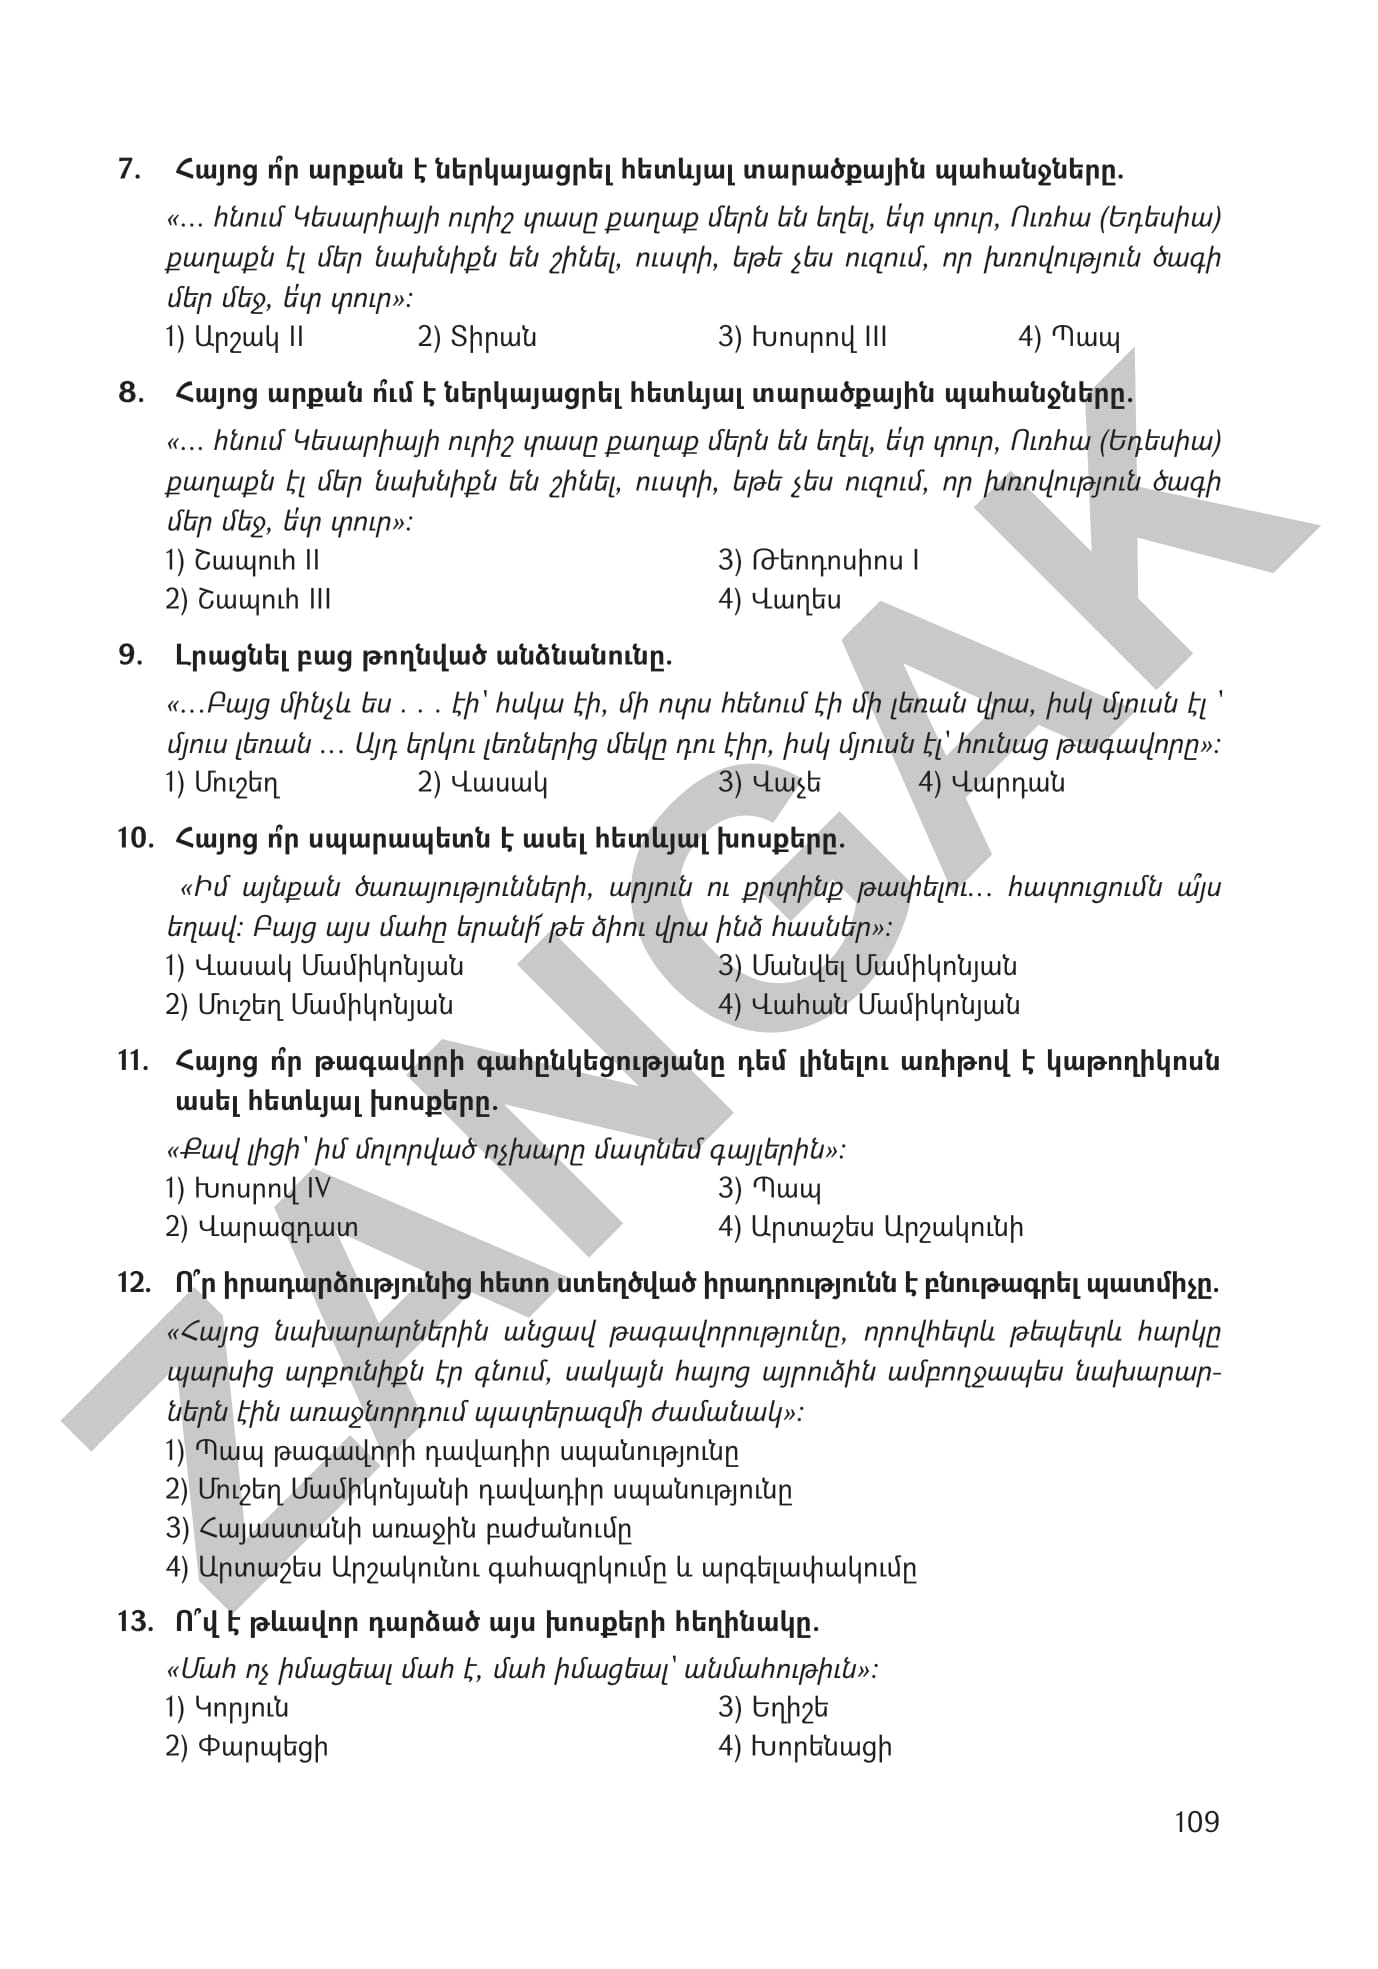 7. Հայոց ո՞ր արքան է ներկայացրել հետևյալ տարածքային պահանջները.
«… հնում Կեսարիայի ուրիշ տասը քաղաք մերն են եղել, ե՛տ տուր, Ուռհա (Եդեսիա)
քաղաքն էլ մեր նախնիքն են շինել, ուստի, եթե չես ուզում, որ խռովություն ծագի
մեր մեջ, ե՛տ տուր»:
1) Արշակ II 2) Տիրան 3) Խոսրով III 4) Պապ
8. Հայոց արքան ո՞ւմ է ներկայացրել հետևյալ տարածքային պահանջները.
«… հնում Կեսարիայի ուրիշ տասը քաղաք մերն են եղել, ե՛տ տուր, Ուռհա (Եդեսիա)
քաղաքն էլ մեր նախնիքն են շինել, ուստի, եթե չես ուզում, որ խռովություն ծագի
մեր մեջ, ե՛տ տուր»:
1) Շապուհ II 3) Թեոդոսիոս I
2) Շապուհ III 4) Վաղես
9. Լրացնել բաց թողնված անձնանունը.
«…Բայց մինչև ես . . . էի՝ հսկա էի, մի ոտս հենում էի մի լեռան վրա, իսկ մյուսն էլ ՝
մյուս լեռան … Այդ երկու լեռներից մեկը դու էիր, իսկ մյուսն էլ՝ հունաց թագավորը»:
1) Մուշեղ 2) Վասակ 3) Վաչե 4) Վարդան
10. Հայոց ո՞ր սպարապետն է ասել հետևյալ խոսքերը.
«Իմ այնքան ծառայությունների, արյուն ու քրտինք թափելու… հատուցումն ա՞յս
եղավ: Բայց այս մահը երանի՜ թե ձիու վրա ինձ հասներ»:
1) Վասակ Մամիկոնյան 3) Մանվել Մամիկոնյան
2) Մուշեղ Մամիկոնյան 4) Վահան Մամիկոնյան
11. Հայոց ո՞ր թագավորի գահընկեցությանը դեմ լինելու առիթով է կաթողիկոսն
ասել հետևյալ խոսքերը.
«Քավ լիցի՝ իմ մոլորված ոչխարը մատնեմ գայլերին»:
1) Խոսրով IV 3) Պապ
2) Վարազդատ 4) Արտաշես Արշակունի
12. Ո՞ր իրադարձությունից հետո ստեղծված իրադրությունն է բնութագրել պատմիչը.
«Հայոց նախարարներին անցավ թագավորությունը, որովհետև թեպետև հարկը
պարսից արքունիքն էր գնում, սակայն հայոց այրուձին ամբողջապես նախարար-
ներն էին առաջնորդում պատերազմի ժամանակ»:
1) Պապ թագավորի դավադիր սպանությունը
2) Մուշեղ Մամիկոնյանի դավադիր սպանությունը
3) Հայաստանի առաջին բաժանումը
4) Արտաշես Արշակունու գահազրկումը և արգելափակումը
13. Ո՞վ է թևավոր դարձած այս խոսքերի հեղինակը.
«Մահ ոչ իմացեալ մահ է, մահ իմացեալ՝ անմահութիւն»:
1) Կորյուն 3) Եղիշե
2) Փարպեցի 4) Խորենացի
109
ZANGAK